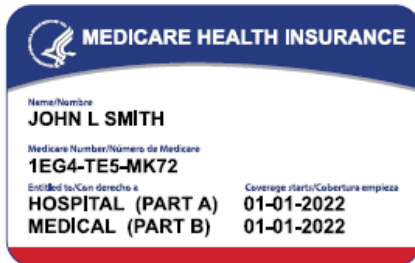 MEDICARE HEALTH INSURANCE
Name/Nombre
JOHN L SMITH
Medicare Number/Número de Medicare
1EG4-TE5-MK72
Entitled to/Con derecho a Coverage starts/Cobertura empieza
HOSPITAL (PART A) 01-01-2022
MEDICAL (PART B) 01-01-2022